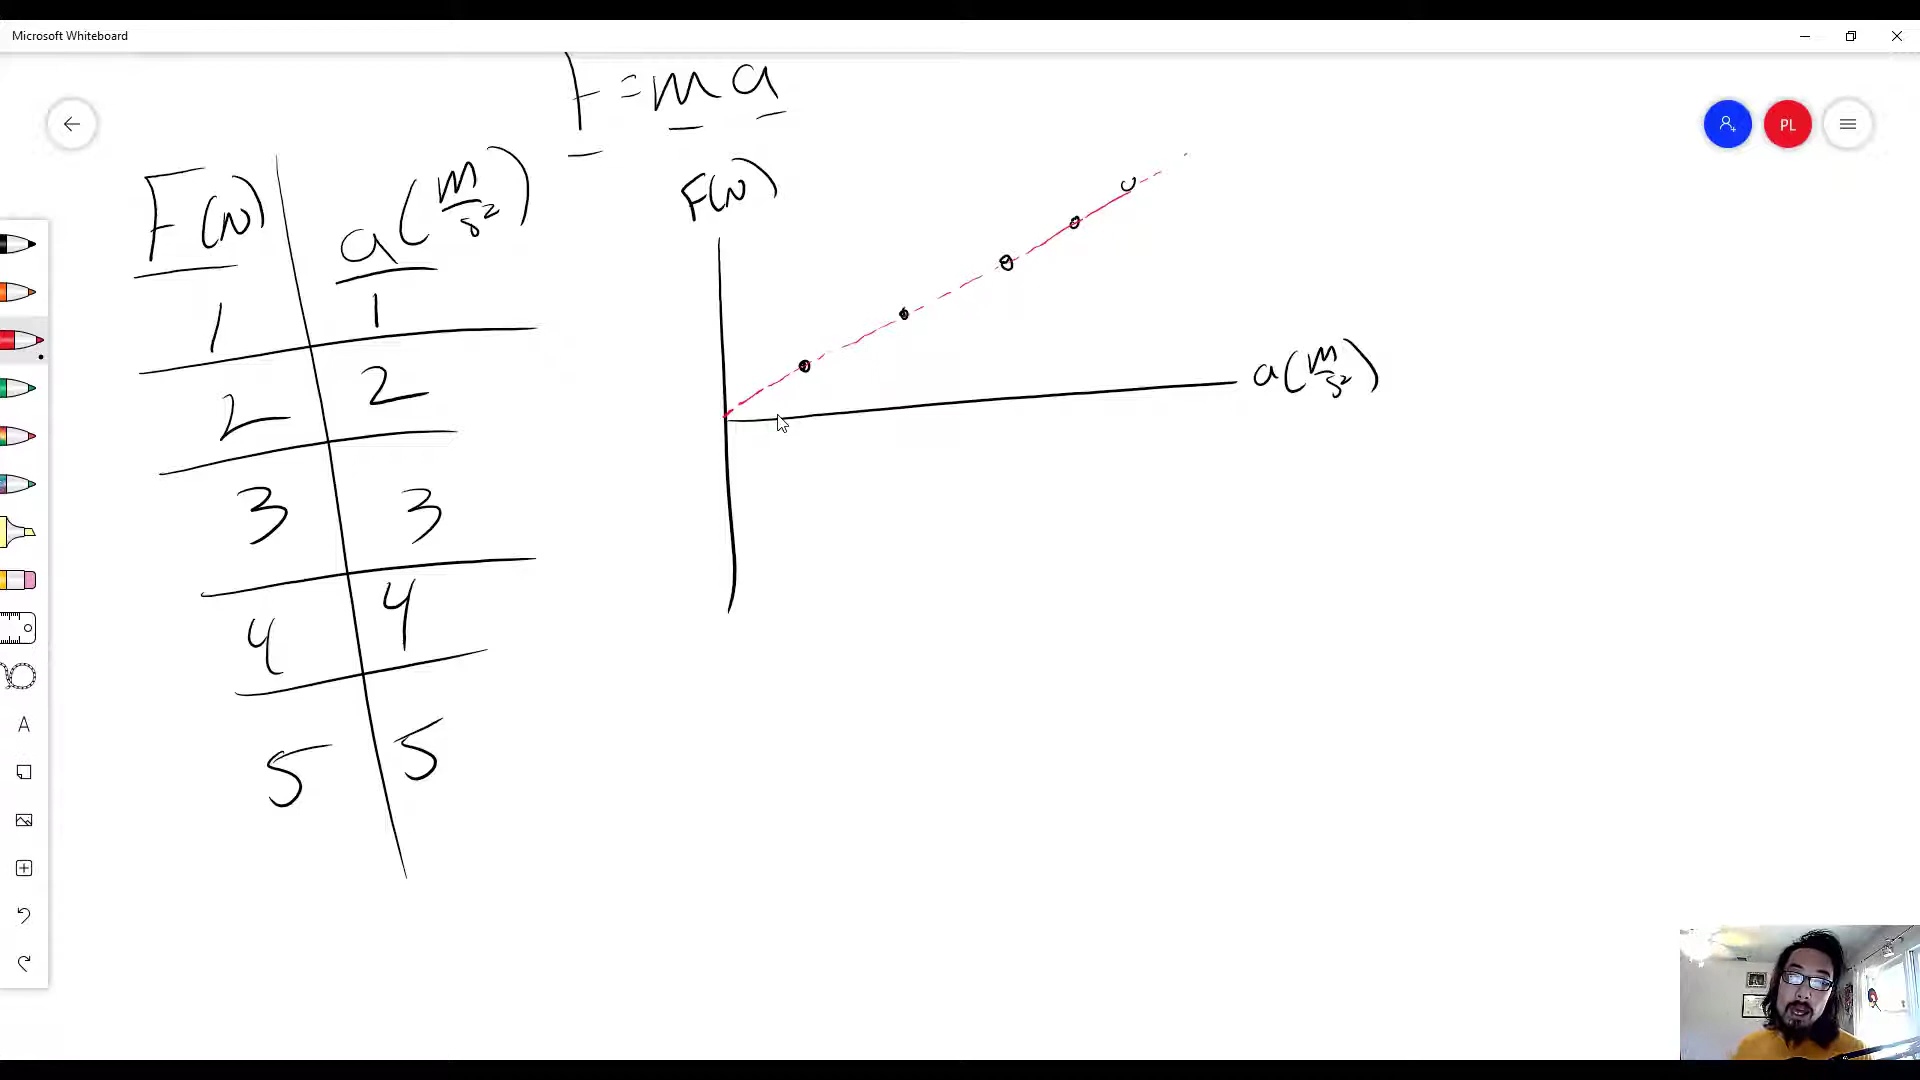 Microsoft Whiteboard
F = ma
PL
F(N) a(m/s²)
1 1
2 2
3 3
4 4
5 5
F(N)
a(m/s²)
A